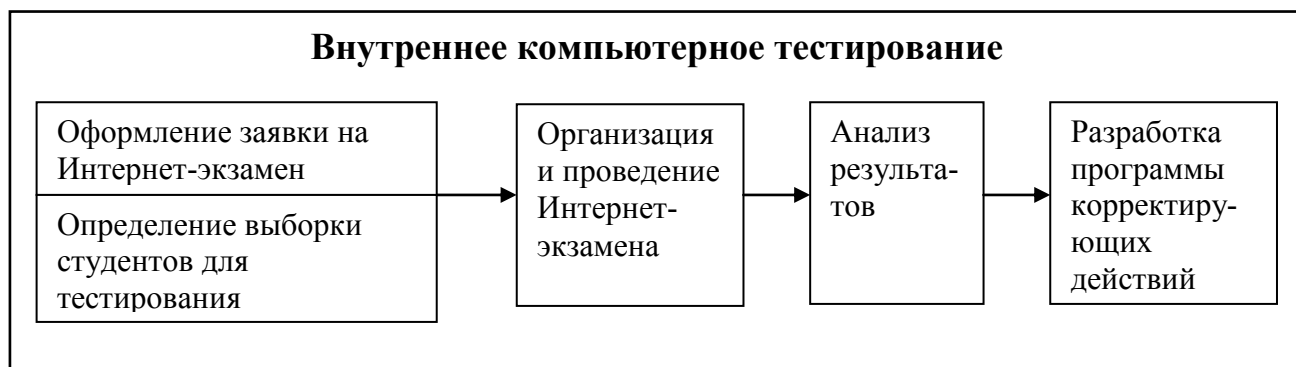 Внутреннее компьютерное тестирование
Оформление заявки на
Интернет-экзамен
Определение выборки
студентов для
тестирования
Организация
и проведение
Интернет-
экзамена
Анализ
результа-
тов
Разработка
программы
корректиру-
ющих
действий